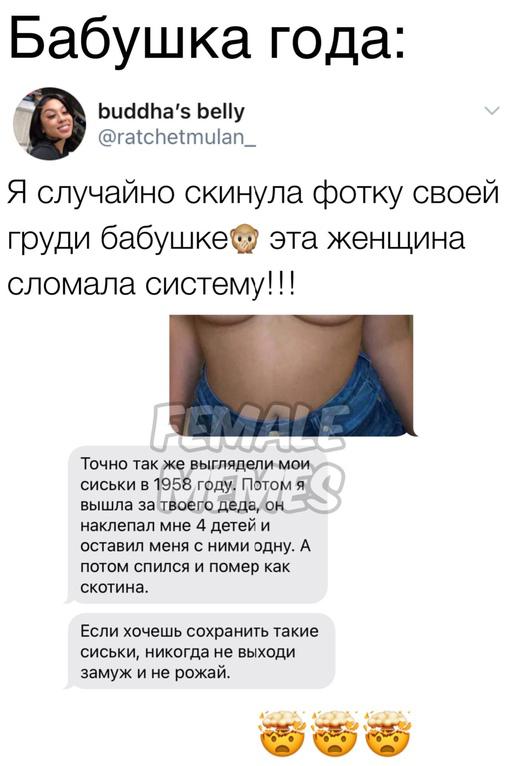 Бабушка года:
buddha's belly
@ratchetmulan_
Я случайно скинула фотку своей
груди бабушке🙊 эта женщина
сломала систему!!!
FEMALE
MEMES
Точно так же выглядели мои
сиськи в 1958 году. Потом я
вышла за твоего деда, он
наклепал мне 4 детей и
оставил меня с ними одну. А
потом спился и помер как
скотина.
Если хочешь сохранить такие
сиськи, никогда не выходи
замуж и не рожай.
🤯🤯🤯